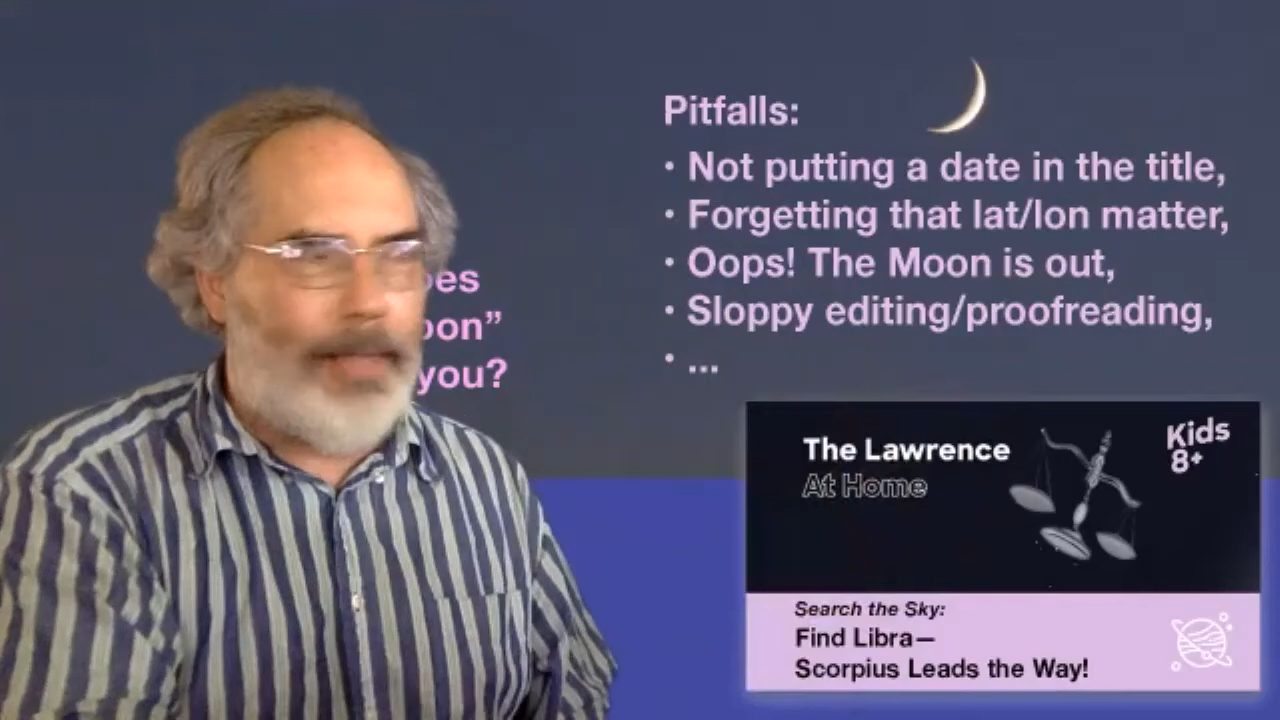 oon”
you?
Pitfalls:
• Not putting a date in the title,
• Forgetting that lat/lon matter,
• Oops! The Moon is out,
• Sloppy editing/proofreading,
• ...
The Lawrence
At Home
Kids
8+
Search the Sky:
Find Libra—
Scorpius Leads the Way!